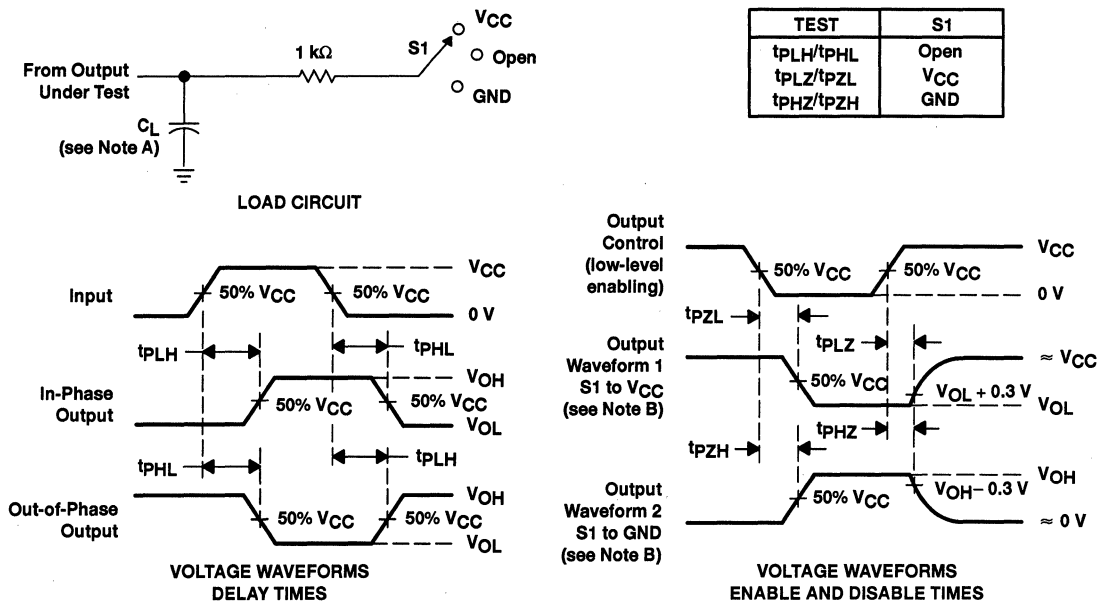 VCC
S1
Open
GND
1 kΩ
From Output
Under Test
CL
(see Note A)
LOAD CIRCUIT
TEST S1
tPLH/tPHL Open
tPLZ/tPZL VCC
tPHZ/tPZH GND
Input
50% VCC
50% VCC
VCC
0 V
tPLH
tPHL
In-Phase
Output
50% VCC
50% VCC
VOH
VOL
tPHL
tPLH
Out-of-Phase
Output
50% VCC
50% VCC
VOH
VOL
VOLTAGE WAVEFORMS
DELAY TIMES
Output
Control
(low-level
enabling)
50% VCC
50% VCC
VCC
0 V
tPZL
tPLZ
Output
Waveform 1
S1 to VCC
(see Note B)
50% VCC
VOL + 0.3 V
≈ VCC
VOL
tPZH
tPHZ
Output
Waveform 2
S1 to GND
(see Note B)
50% VCC
VOH − 0.3 V
VOH
≈ 0 V
VOLTAGE WAVEFORMS
ENABLE AND DISABLE TIMES